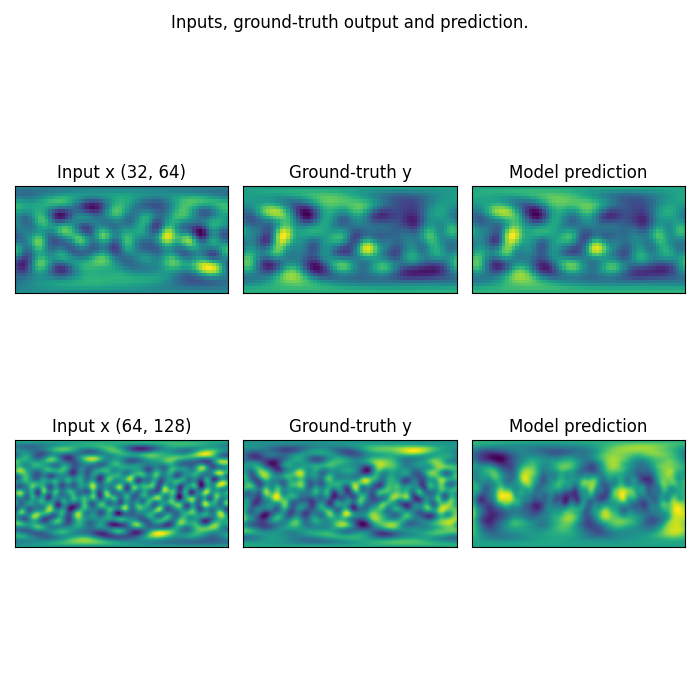 Inputs, ground-truth output and prediction.
Input x (32, 64)
Ground-truth y
Model prediction
Input x (64, 128)
Ground-truth y
Model prediction